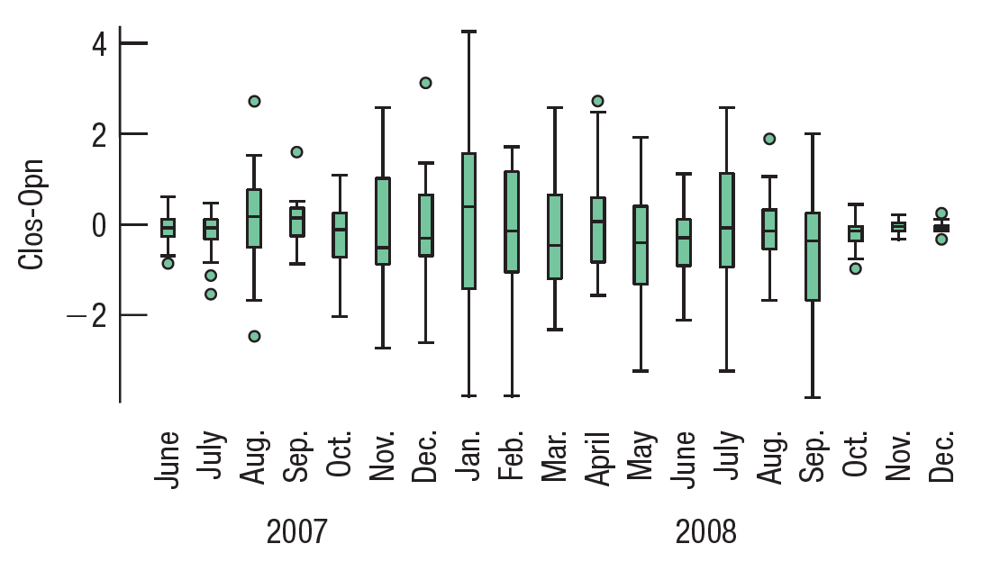 Clos-Opn
4
2
0
−2
June July Aug. Sep. Oct. Nov. Dec. Jan. Feb. Mar. April May June July Aug. Sep. Oct. Nov. Dec.
2007 2008